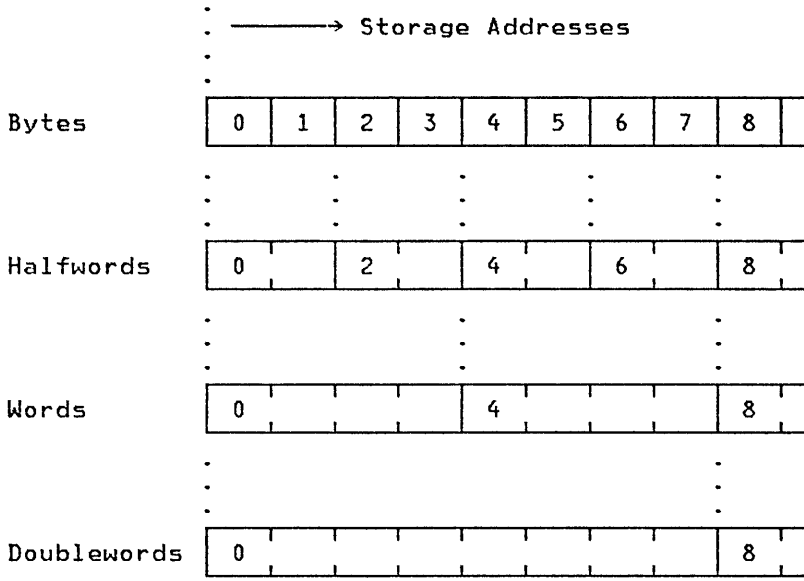 Storage Addresses
Bytes 0 1 2 3 4 5 6 7 8
Halfwords 0 2 4 6 8
Words 0 4 8
Doublewords 0 8